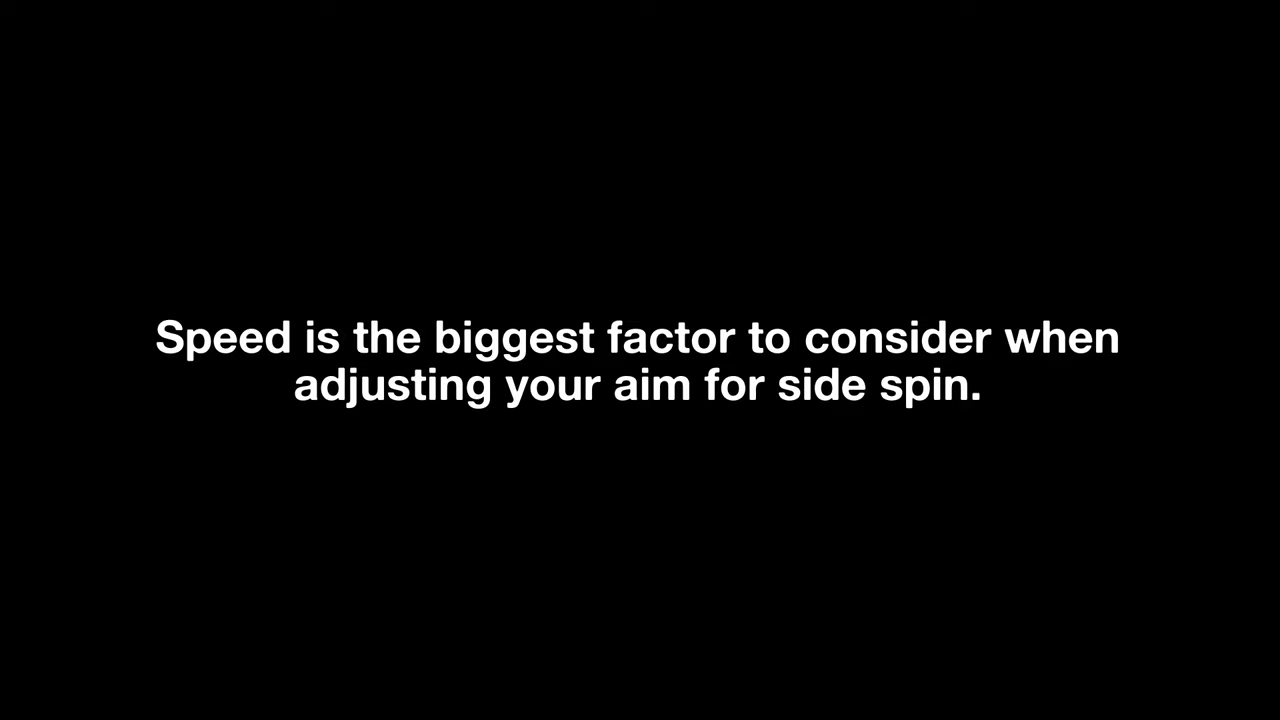 Speed is the biggest factor to consider when
adjusting your aim for side spin.